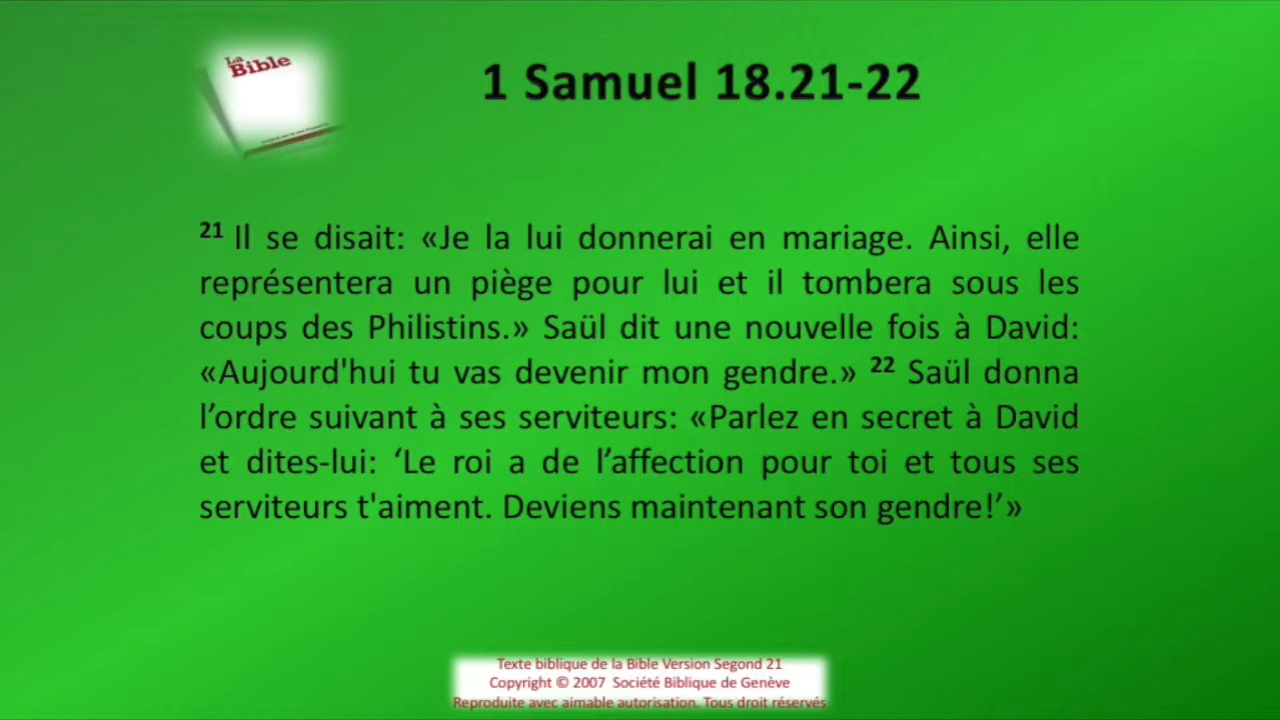 La
Bible
1 Samuel 18.21-22
21 Il se disait: «Je la lui donnerai en mariage. Ainsi, elle
représentera un piège pour lui et il tombera sous les
coups des Philistins.» Saül dit une nouvelle fois à David:
«Aujourd'hui tu vas devenir mon gendre.» 22 Saül donna
l’ordre suivant à ses serviteurs: «Parlez en secret à David
et dites-lui: ‘Le roi a de l’affection pour toi et tous ses
serviteurs t'aiment. Deviens maintenant son gendre!’»
Texte biblique de la Bible Version Segond 21
Copyright © 2007 Société Biblique de Genève
Reproduite avec aimable autorisation. Tous droit réservés